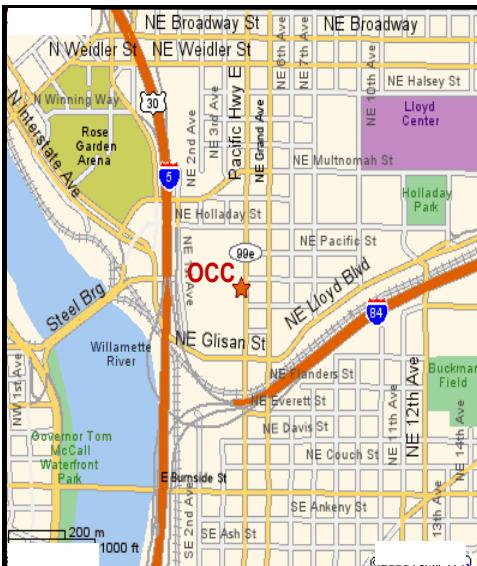 NE Broadway St
NE Broadway
N Weidler St
NE Weidler St
NE 6th Ave
NE 7th Ave
NE Halsey St
N Winning Way
30
NE 10th Ave
Lloyd
Center
N Interstate Ave
Rose
Garden
Arena
NE 2nd Ave
NE 3rd Ave
Pacific Hwy E
NE Grand Ave
NE Multnomah St
5
Holladay
Park
NE Holladay St
NE Pacific St
99e
OCC
Ave
NE Lloyd Blvd
Steel Brg
84
NE Glisan St
Willamette
River
NW 1st Ave
NE Flanders St
Buckman
Field
NE Everett St
NE 11th Ave
NE 12th Ave
NE 14th Ave
NE Davis St
Governor Tom
McCall
Waterfront
Park
NE Couch St
E Burnside St
SE 2nd Ave
SE Ankeny St
13th Ave
SE Ash St
200 m
1000 ft